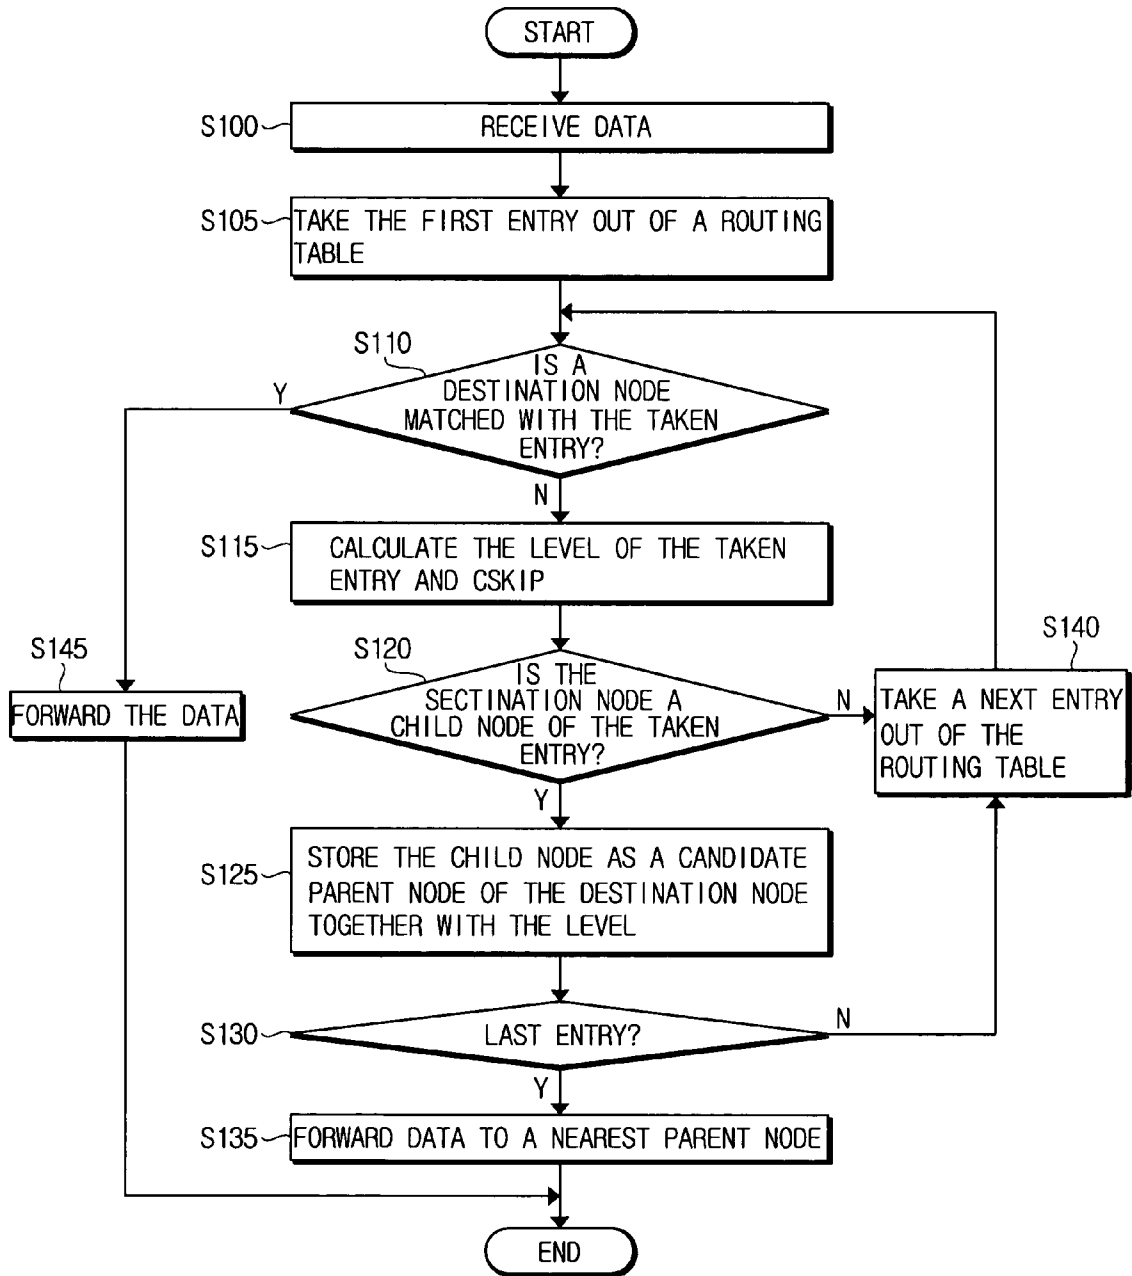 START
S100
RECEIVE DATA
S105
TAKE THE FIRST ENTRY OUT OF A ROUTING
TABLE
S110
IS A
DESTINATION NODE
MATCHED WITH THE TAKEN
ENTRY?
Y
N
S115
CALCULATE THE LEVEL OF THE TAKEN
ENTRY AND CSKIP
S120
IS THE
SECTINATION NODE A
CHILD NODE OF THE TAKEN
ENTRY?
N
Y
S140
TAKE A NEXT ENTRY
OUT OF THE
ROUTING TABLE
S145
FORWARD THE DATA
S125
STORE THE CHILD NODE AS A CANDIDATE
PARENT NODE OF THE DESTINATION NODE
TOGETHER WITH THE LEVEL
S130
LAST ENTRY?
N
Y
S135
FORWARD DATA TO A NEAREST PARENT NODE
END